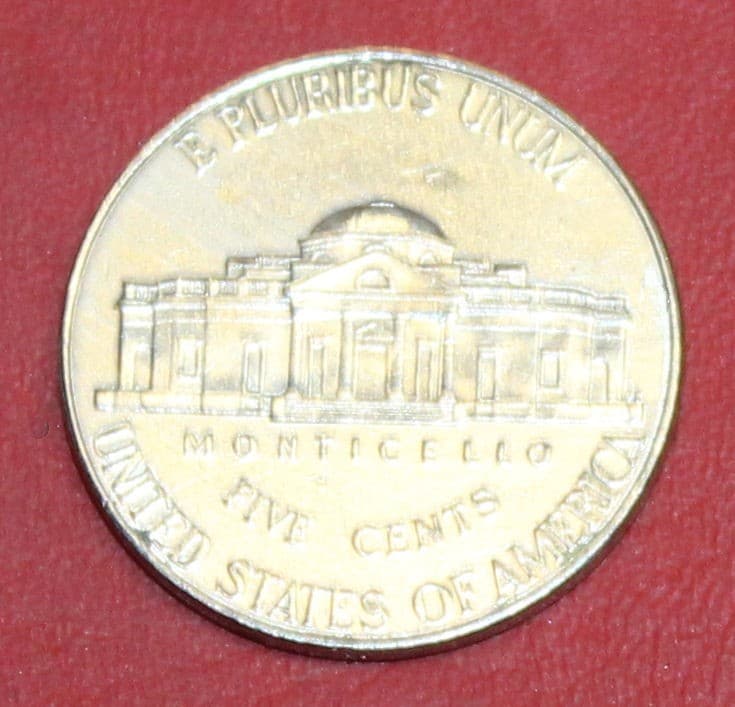 E PLURIBUS UNUM
MONTICELLO
FIVE CENTS
UNITED STATES OF AMERICA